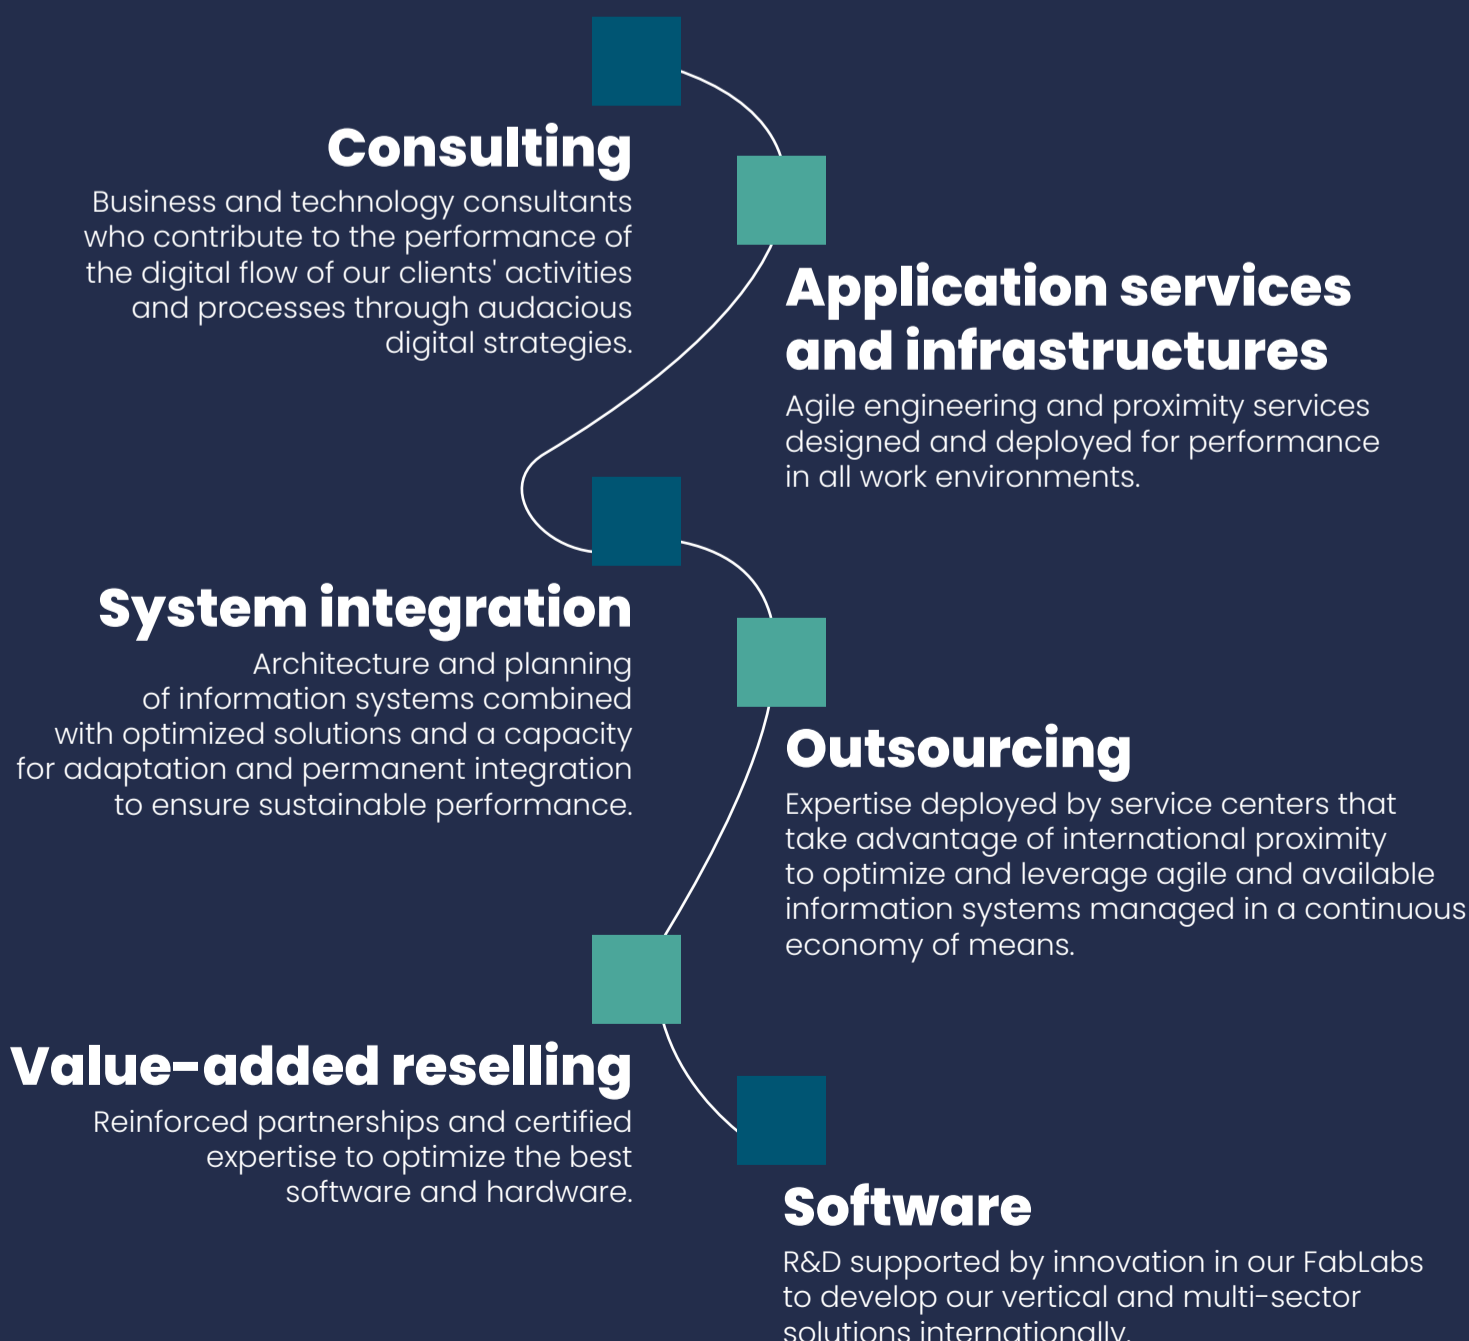 Consulting
Business and technology consultants
who contribute to the performance of
the digital flow of our clients' activities
and processes through audacious
digital strategies.
Application services
and infrastructures
Agile engineering and proximity services
designed and deployed for performance
in all work environments.
System integration
Architecture and planning
of information systems combined
with optimized solutions and a capacity
for adaptation and permanent integration
to ensure sustainable performance.
Outsourcing
Expertise deployed by service centers that
take advantage of international proximity
to optimize and leverage agile and available
information systems managed in a continuous
economy of means.
Value-added reselling
Reinforced partnerships and certified
expertise to optimize the best
software and hardware.
Software
R&D supported by innovation in our FabLabs
to develop our vertical and multi-sector
solutions internationally.